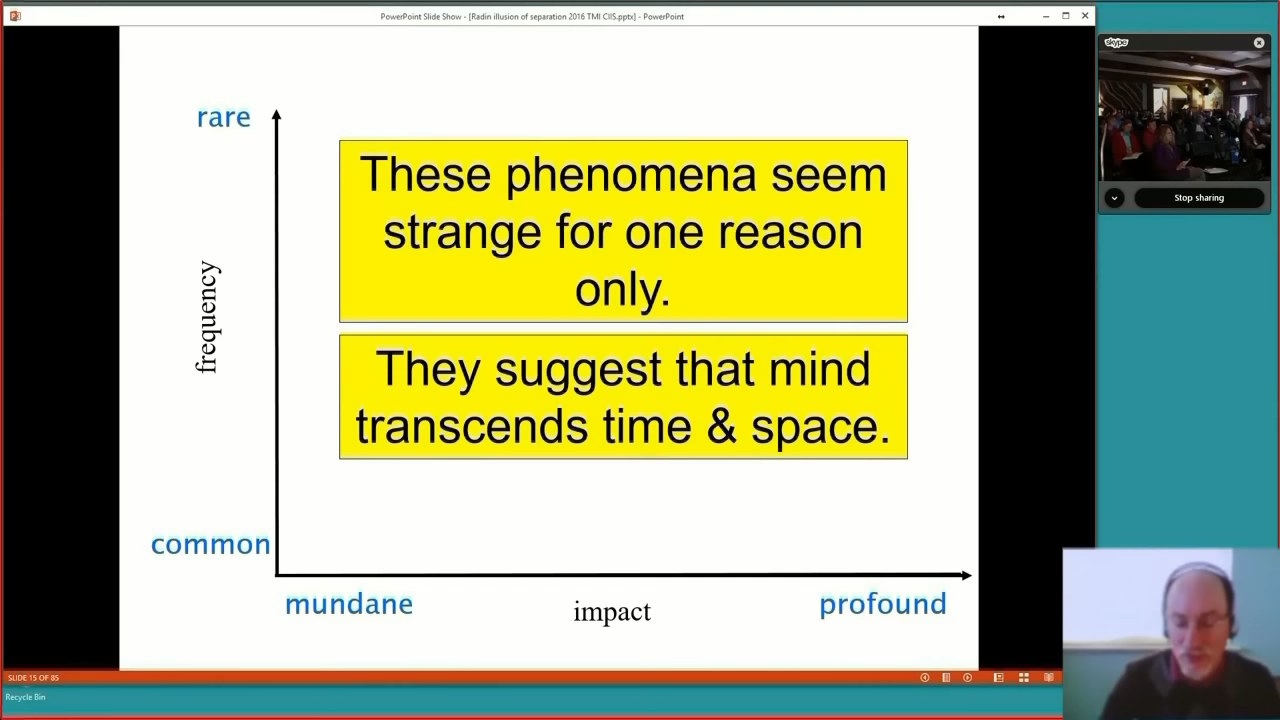 PowerPoint Slide Show - [Radin illusion of separation 2016 TMI CIIS.pptx] - PowerPoint
skype
Stop sharing
rare
These phenomena seem
strange for one reason
only.
frequency
They suggest that mind
transcends time & space.
common
mundane
impact
profound
SLIDE 15 OF 85
Recycle Bin